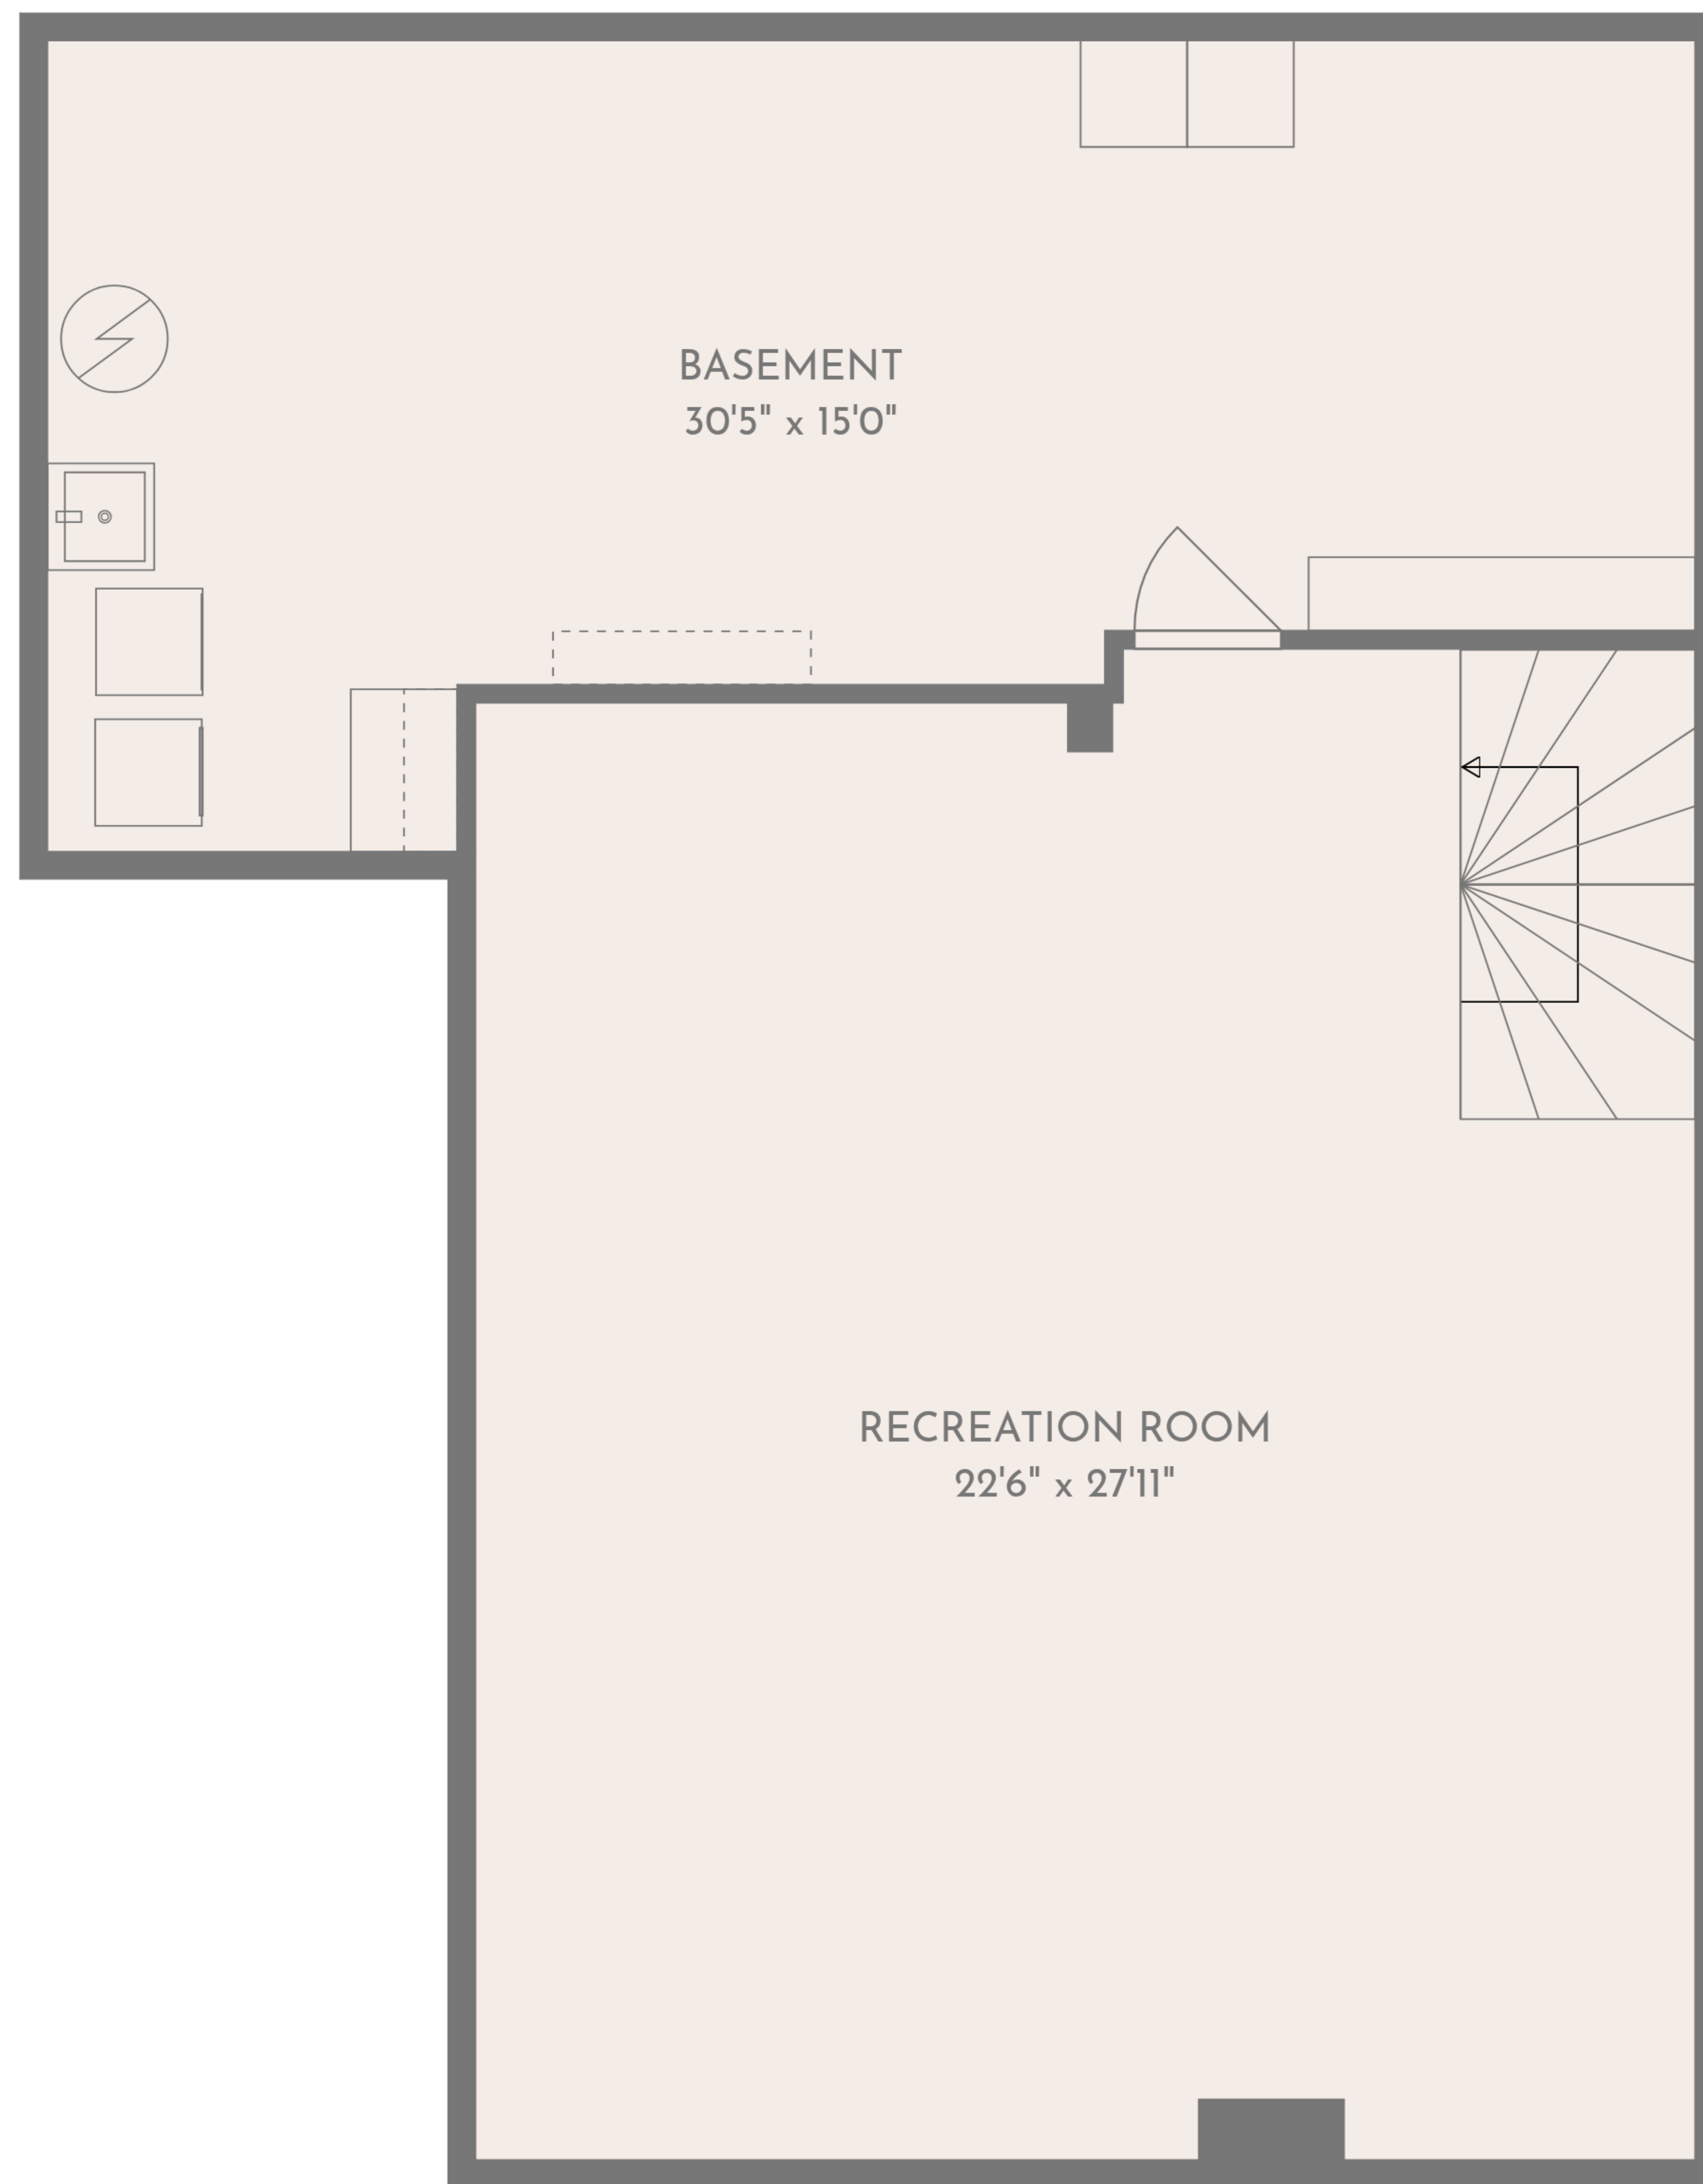 BASEMENT
30'5" x 15'0"
RECREATION ROOM
22'6" x 27'11"